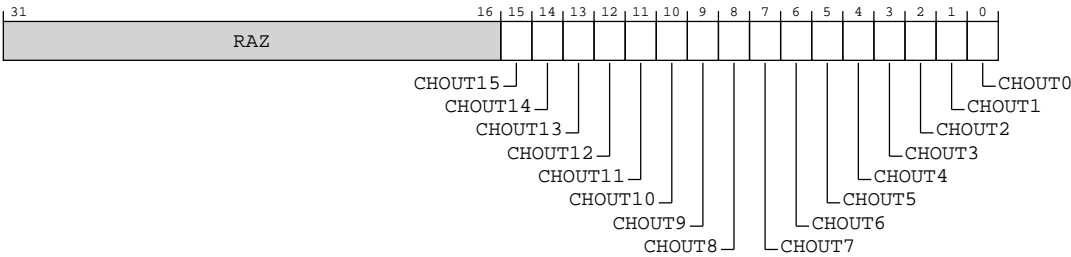 31 16 15 14 13 12 11 10 9 8 7 6 5 4 3 2 1 0
RAZ
CHOUT15 CHOUT0
CHOUT14 CHOUT1
CHOUT13 CHOUT2
CHOUT12 CHOUT3
CHOUT11 CHOUT4
CHOUT10 CHOUT5
CHOUT9 CHOUT6
CHOUT8 CHOUT7